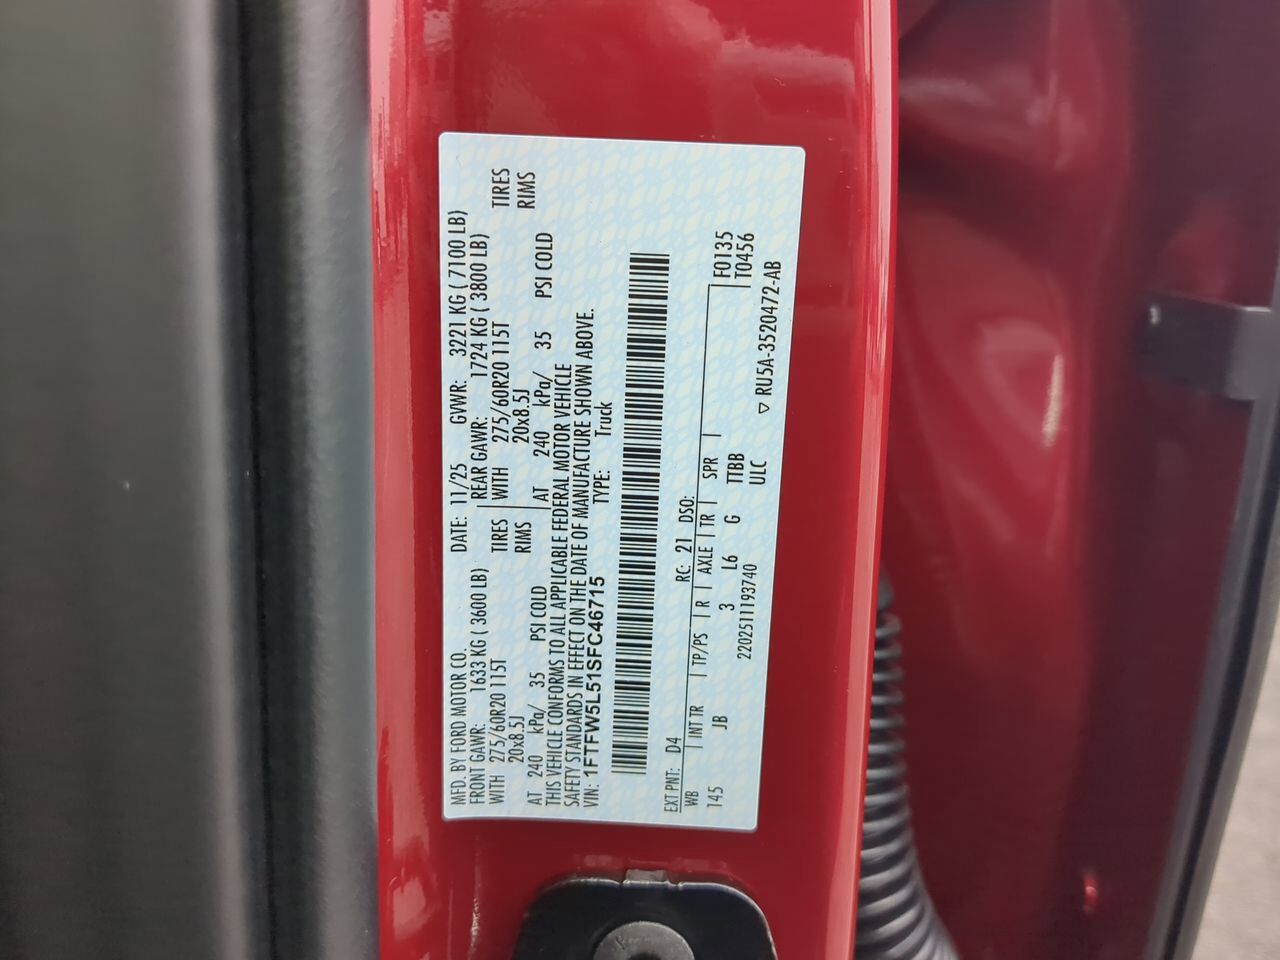 MFD. BY FORD MOTOR CO.
DATE: 11/25 GVWR: 3221 KG ( 7100 LB)
FRONT GAWR: 1633 KG ( 3600 LB)
REAR GAWR: 1724 KG ( 3800 LB)
WITH 275/60R20 115T TIRES
WITH 275/60R20 115T TIRES
20x8.5J RIMS
20x8.5J RIMS
AT 240 kPa/ 35 PSI COLD
AT 240 kPa/ 35 PSI COLD
THIS VEHICLE CONFORMS TO ALL APPLICABLE FEDERAL MOTOR VEHICLE
SAFETY STANDARDS IN EFFECT ON THE DATE OF MANUFACTURE SHOWN ABOVE.
VIN: 1FTFW5L51SFC46715 TYPE: Truck
EXT PNT: D4 RC: 21 DSO:
WB | INT TR | TP/PS | R | AXLE | TR | SPR |
145 JB 3 L6 G TTBB F0135
2202511193740 ULC T0456
▽ RU5A-3520472-AB